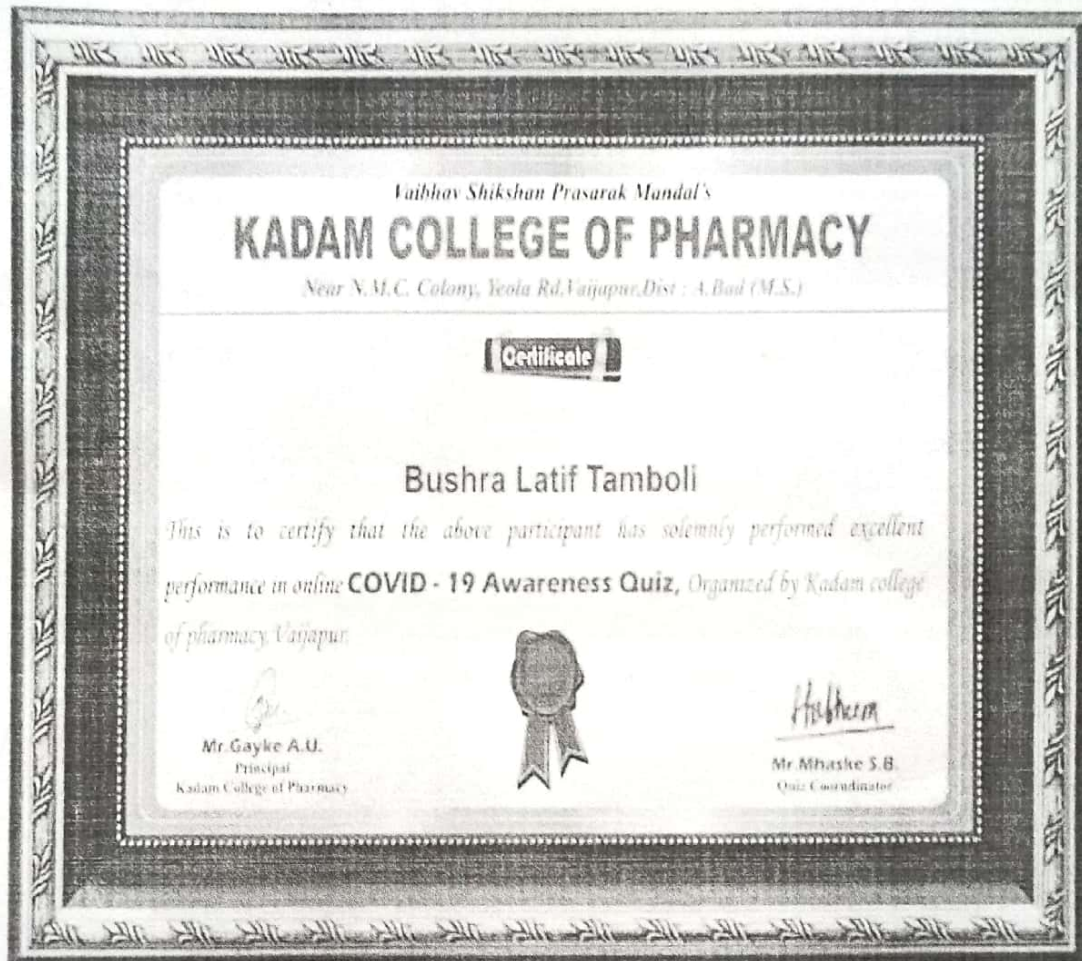 Vaibhav Shikshan Prasarak Mandal's
KADAM COLLEGE OF PHARMACY
Near N.M.C. Colony, Yeola Rd,Vaijapur,Dist : A.Bad (M.S.)
Certificate
Bushra Latif Tamboli
This is to certify that the above participant has solemnly performed excellent
performance in online COVID - 19 Awareness Quiz, Organized by Kadam college
of pharmacy, Vaijapur.
Mr.Gayke A.U.
Principal
Kadam College of Pharmacy
Mr.Mhaske S.B.
Quiz Coordinator